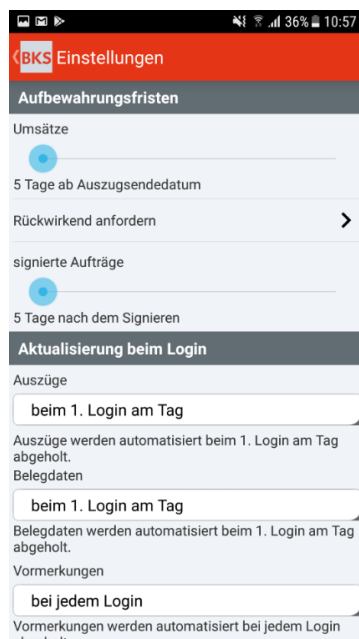 36% 10:57
BKS Einstellungen
Aufbewahrungsfristen
Umsätze
5 Tage ab Auszugsendedatum
Rückwirkend anfordern
signierte Aufträge
5 Tage nach dem Signieren
Aktualisierung beim Login
Auszüge
beim 1. Login am Tag
Auszüge werden automatisiert beim 1. Login am Tag
abgeholt.
Belegdaten
beim 1. Login am Tag
Belegdaten werden automatisiert beim 1. Login am Tag
abgeholt.
Vormerkungen
bei jedem Login
Vormerkungen werden automatisiert bei jedem Login